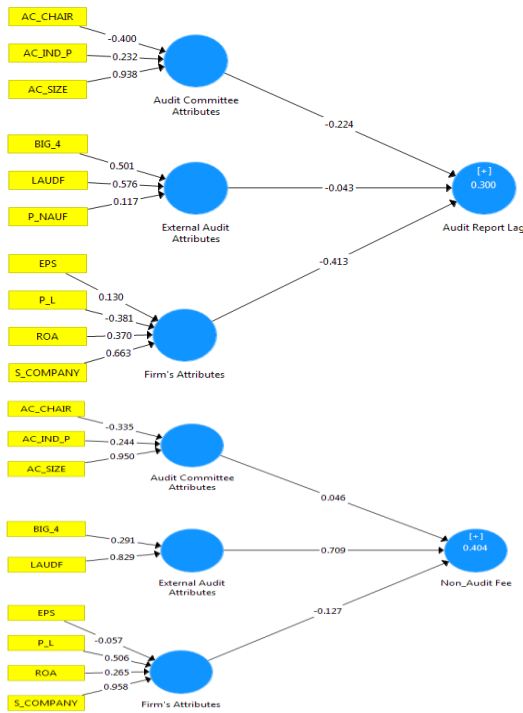 AC_CHAIR
-0.400
AC_IND_P
0.232
AC_SIZE
0.938
Audit Committee
Attributes
-0.224
BIG_4
0.501
LAUDF
0.576
P_NAUF
0.117
External Audit
Attributes
-0.043
[+]
0.300
Audit Report Lag
EPS
0.130
P_L
-0.381
ROA
0.370
S_COMPANY
0.663
Firm's Attributes
-0.413
AC_CHAIR
-0.335
AC_IND_P
0.244
AC_SIZE
0.950
Audit Committee
Attributes
0.046
BIG_4
0.291
LAUDF
0.829
External Audit
Attributes
0.709
[+]
0.404
Non_Audit Fee
EPS
-0.057
P_L
0.506
ROA
0.265
S_COMPANY
0.958
Firm's Attributes
-0.127